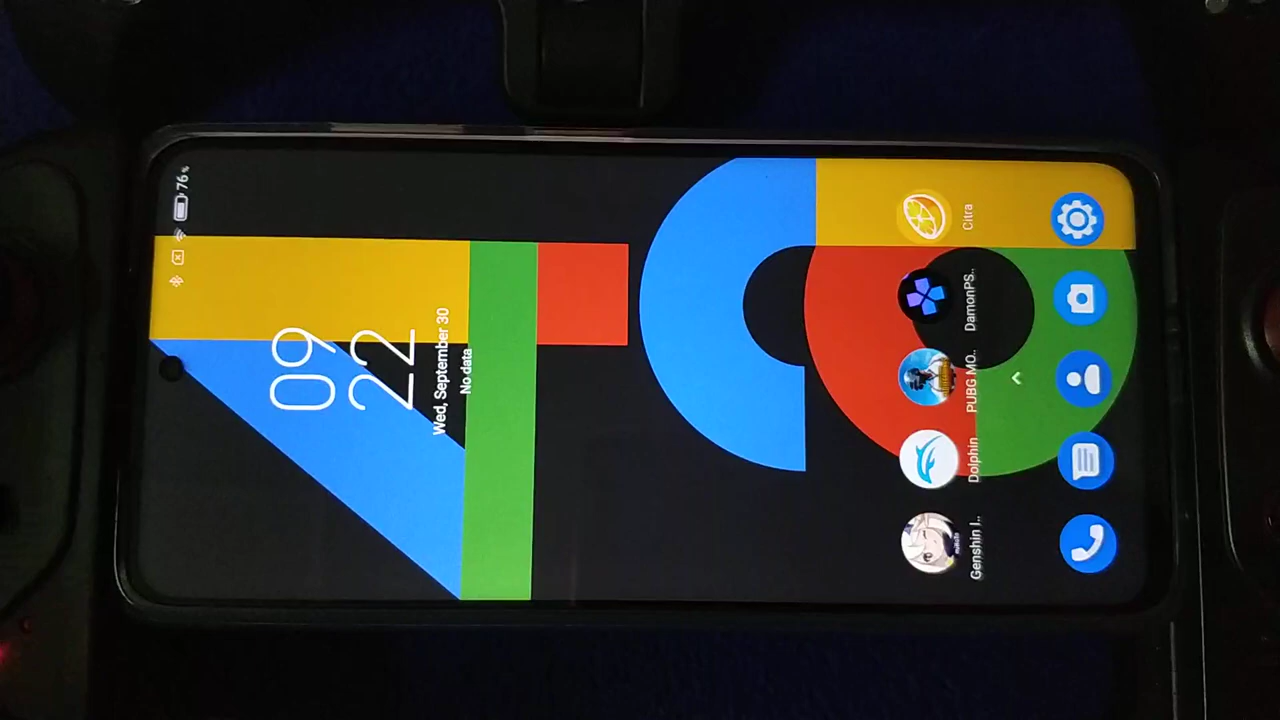 76%
09
22
Wed, September 30
No data
Genshin I..
Dolphin
PUBG MO..
DamonPS..
Citra